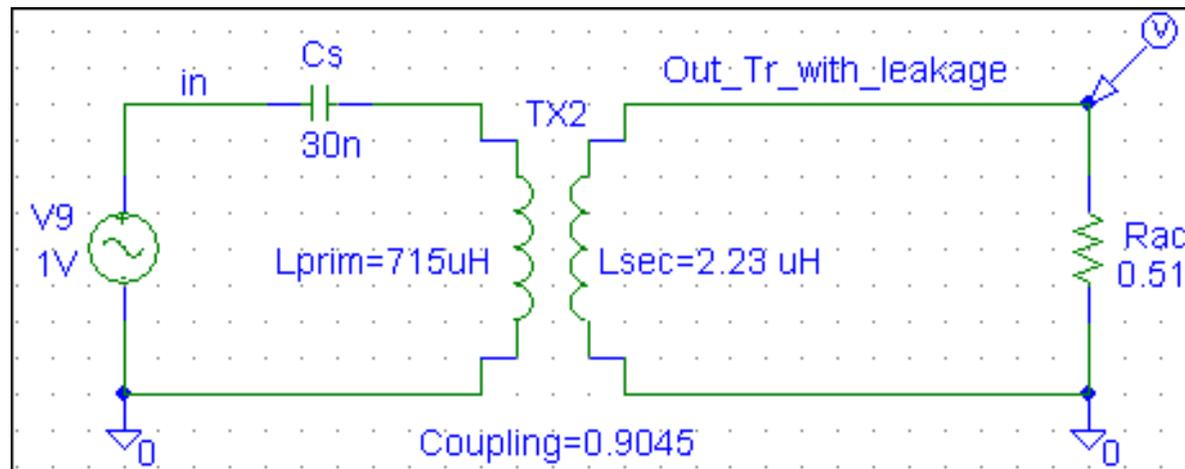 V
Cs
in
Out_Tr_with_leakage
TX2
30n
V9
1V
Lprim=715uH
Lsec=2.23 uH
Rac
0.51
0
Coupling=0.9045
0